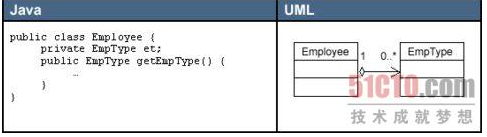 Java
UML
public class Employee {
private EmpType et;
public EmpType getEmpType() {
…
}
}
Employee
1
0..*
EmpType
51CTO.com
技术成就梦想